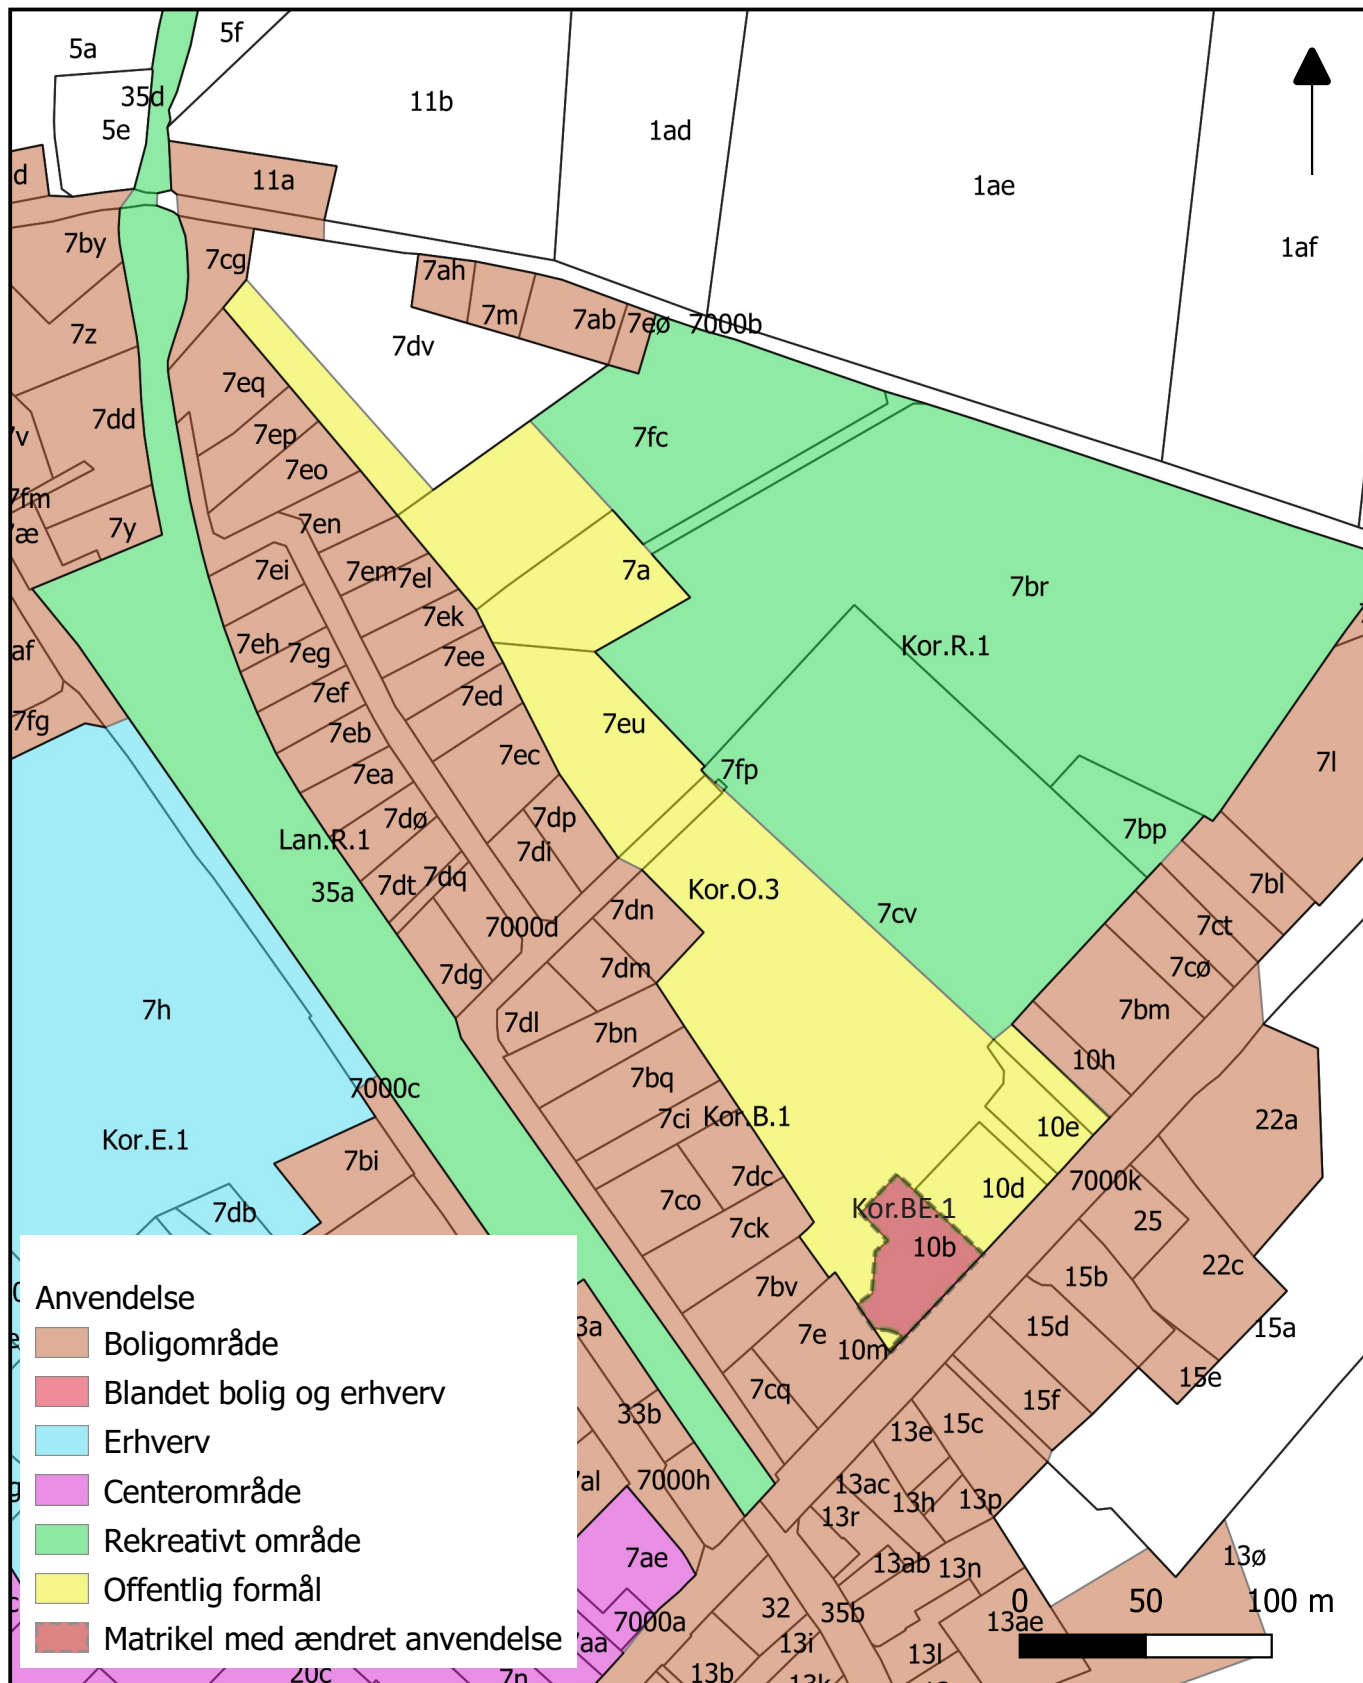 5a
5f
35d
5e
11b
1ad
1ae
1af
d
11a
7by
7cg
7ah
7m
7ab
7eø
7000b
7z
7dv
7eq
7dd
7ep
7fc
7eo
7fm
7y
7en
7ei
7em
7el
7a
7br
7ek
7eh
7eg
7ee
Kor.R.1
af
7ef
7ed
7fg
7eb
7eu
7ec
7ea
7fp
7l
7dø
7dp
7bp
Lan.R.1
7di
35a
7dt
7dq
Kor.O.3
7bl
7dn
7cv
7ct
7000d
7dg
7dm
7cø
7h
7dl
7bn
7bm
7bq
10h
7000c
7ci
Kor.B.1
10e
22a
Kor.E.1
7bi
7dc
7co
10d
7000k
7db
Kor.BE.1
7ck
25
10b
22c
7bv
15b
3a
7e
15d
15a
10m
7cq
15e
15f
33b
13e
15c
7al
7000h
13ac
13h
13p
13r
7ae
13ab
13n
13ø
7000a
32
35b
13ae
aa
13i
13l
20c
7n
13b
13k
Anvendelse
Boligområde
Blandet bolig og erhverv
Erhverv
Centerområde
Rekreativt område
Offentlig formål
Matrikel med ændret anvendelse
0 50 100 m